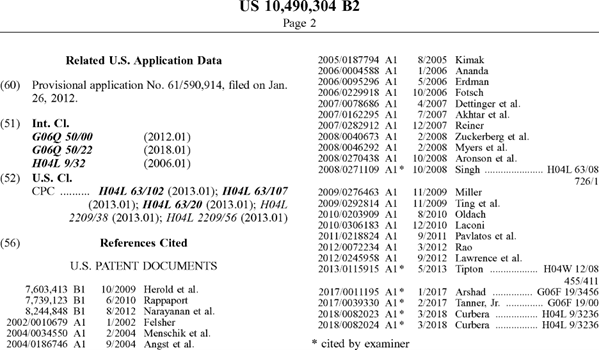 US 10,490,304 B2
Page 2
Related U.S. Application Data
(60) Provisional application No. 61/590,914, filed on Jan.
26, 2012.
(51) Int. Cl.
G06Q 50/00 (2012.01)
G06Q 50/22 (2018.01)
H04L 9/32 (2006.01)
(52) U.S. Cl.
CPC .......... H04L 63/102 (2013.01); H04L 63/107
(2013.01); H04L 63/20 (2013.01); H04L
2209/38 (2013.01); H04L 2209/56 (2013.01)
(56) References Cited
U.S. PATENT DOCUMENTS
7,603,413 B1 10/2009 Herold et al.
7,739,123 B1 6/2010 Rappaport
8,244,848 B1 8/2012 Narayanan et al.
2002/0010679 A1 1/2002 Felsher
2004/0034550 A1 2/2004 Menschik et al.
2004/0186746 A1 9/2004 Angst et al.
2005/0187794 A1 8/2005 Kimak
2006/0004588 A1 1/2006 Ananda
2006/0095296 A1 5/2006 Erdman
2006/0229918 A1 10/2006 Fotsch
2007/0078686 A1 4/2007 Dettinger et al.
2007/0162295 A1 7/2007 Akhtar et al.
2007/0282912 A1 12/2007 Reiner
2008/0040673 A1 2/2008 Zuckerberg et al.
2008/0046292 A1 2/2008 Myers et al.
2008/0270438 A1 10/2008 Aronson et al.
2008/0271109 A1* 10/2008 Singh ...................... H04L 63/08
726/1
2009/0276463 A1 11/2009 Miller
2009/0292814 A1 11/2009 Ting et al.
2010/0203909 A1 8/2010 Oldach
2010/0306183 A1 12/2010 Laconi
2011/0218824 A1 9/2011 Pavlatos et al.
2012/0072234 A1 3/2012 Rao
2012/0245958 A1 9/2012 Lawrence et al.
2013/0115915 A1* 5/2013 Tipton .................... H04W 12/08
455/411
2017/0011195 A1* 1/2017 Arshad ................. G06F 19/3456
2017/0039330 A1* 2/2017 Tanner, Jr. ............. G06F 19/00
2018/0082023 A1* 3/2018 Curbera ................. H04L 9/3236
2018/0082024 A1* 3/2018 Curbera ................. H04L 9/3236
* cited by examiner